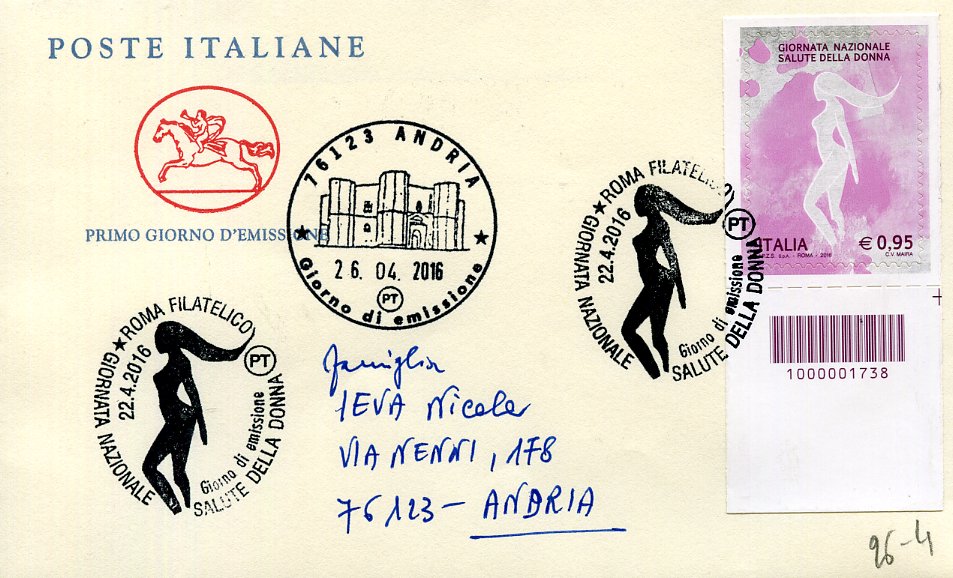 POSTE ITALIANE
PRIMO GIORNO D'EMISSIONE
76123 ANDRIA
26. 04. 2016
PT
Giorno di emissione
ROMA FILATELICO
22.4.2016
GIORNATA NAZIONALE
PT
Giorno di emissione
SALUTE DELLA DONNA
ROMA FILATELICO
22.4.2016
GIORNATA NAZIONALE
PT
Giorno di emissione
SALUTE DELLA DONNA
GIORNATA NAZIONALE
SALUTE DELLA DONNA
ITALIA
€ 0,95
I.P.Z.S. S.p.A. - ROMA - 2016
C.V. MAIRA
1000001738
famiglia
IEVA Nicola
VIA NENNI, 178
76123 - ANDRIA
26-4